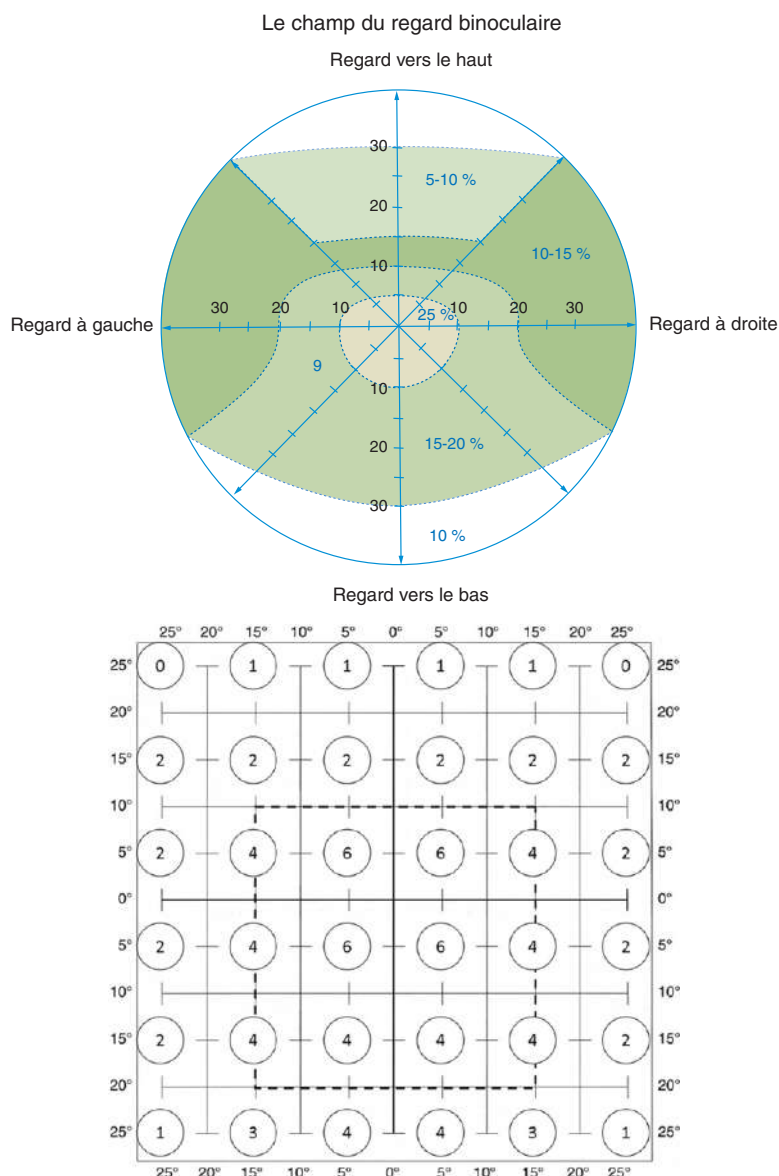 Le champ du regard binoculaire
Regard vers le haut
30
5-10 %
20
10-15 %
10
30 20 10 25 % 10 20 30
Regard à gauche Regard à droite
9
10
20 15-20 %
30
10 %
Regard vers le bas
25° 20° 15° 10° 5° 0° 5° 10° 15° 20° 25°
25° 0 1 1 1 1 0 25°
20° 20°
15° 2 2 2 2 2 2 15°
10° 10°
5° 2 4 6 6 4 2 5°
0° 0°
5° 2 4 6 6 4 2 5°
10° 10°
15° 2 4 4 4 4 2 15°
20° 20°
25° 1 3 4 4 3 1 25°
25° 20° 15° 10° 5° 0° 5° 10° 15° 20° 25°